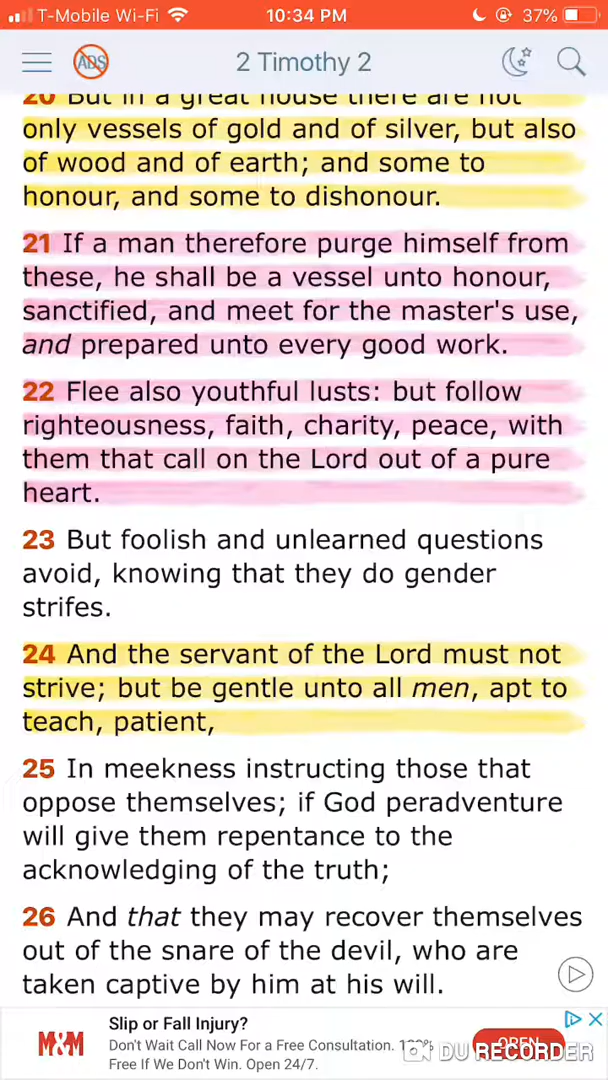 T-Mobile Wi-Fi 10:34 PM 37%
ADS 2 Timothy 2
20 But in a great house there are not
only vessels of gold and of silver, but also
of wood and of earth; and some to
honour, and some to dishonour.
21 If a man therefore purge himself from
these, he shall be a vessel unto honour,
sanctified, and meet for the master's use,
and prepared unto every good work.
22 Flee also youthful lusts: but follow
righteousness, faith, charity, peace, with
them that call on the Lord out of a pure
heart.
23 But foolish and unlearned questions
avoid, knowing that they do gender
strifes.
24 And the servant of the Lord must not
strive; but be gentle unto all men, apt to
teach, patient,
25 In meekness instructing those that
oppose themselves; if God peradventure
will give them repentance to the
acknowledging of the truth;
26 And that they may recover themselves
out of the snare of the devil, who are
taken captive by him at his will.
Slip or Fall Injury?
M&M
Don't Wait Call Now For a Free Consultation.
Free If We Don't Win. Open 24/7.
OPEN
DU RECORDER